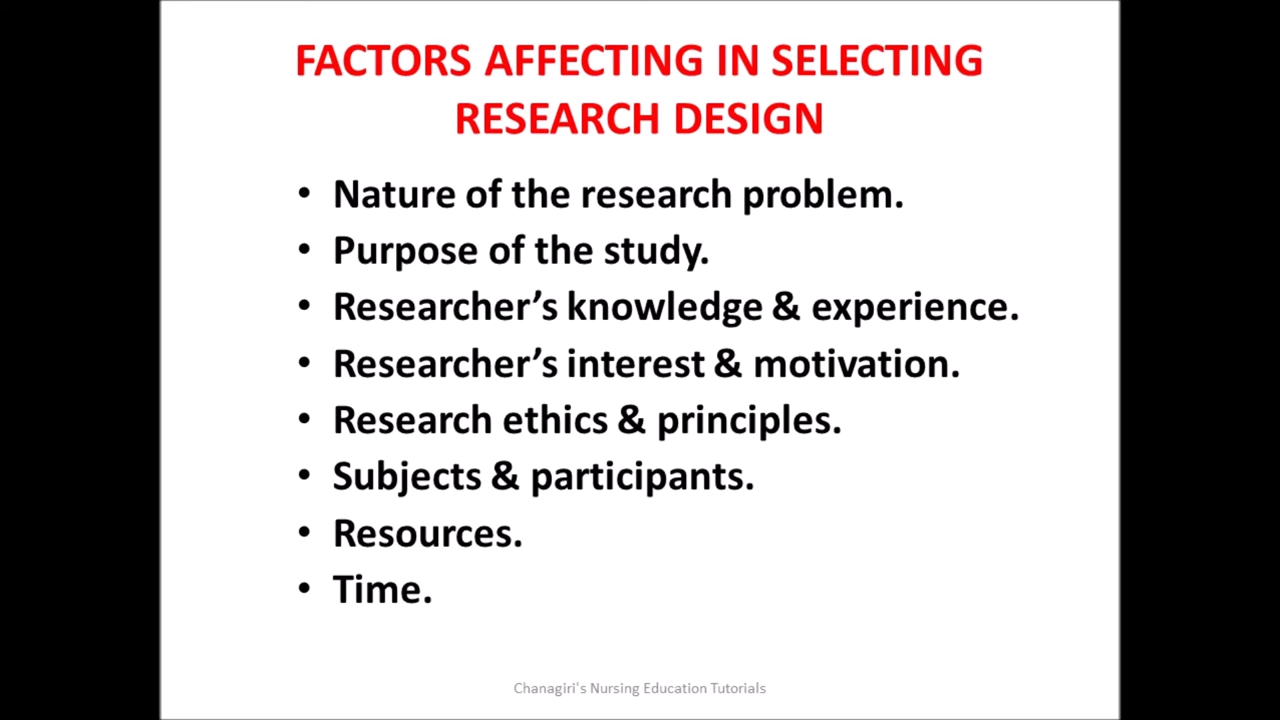 FACTORS AFFECTING IN SELECTING
RESEARCH DESIGN
• Nature of the research problem.
• Purpose of the study.
• Researcher’s knowledge & experience.
• Researcher’s interest & motivation.
• Research ethics & principles.
• Subjects & participants.
• Resources.
• Time.
Chanagiri's Nursing Education Tutorials